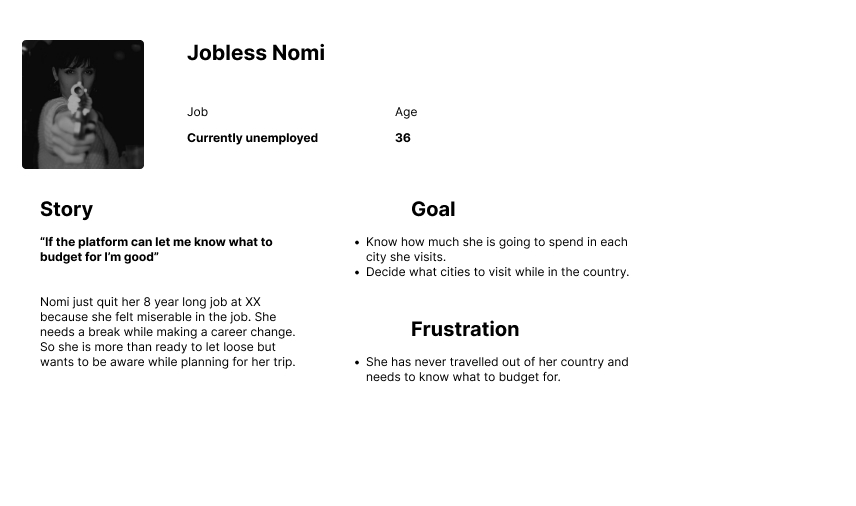 Jobless Nomi
Job
Age
Currently unemployed
36
Story
“If the platform can let me know what to
budget for I’m good”
Nomi just quit her 8 year long job at XX
because she felt miserable in the job. She
needs a break while making a career change.
So she is more than ready to let loose but
wants to be aware while planning for her trip.
Goal
• Know how much she is going to spend in each
city she visits.
• Decide what cities to visit while in the country.
Frustration
• She has never travelled out of her country and
needs to know what to budget for.